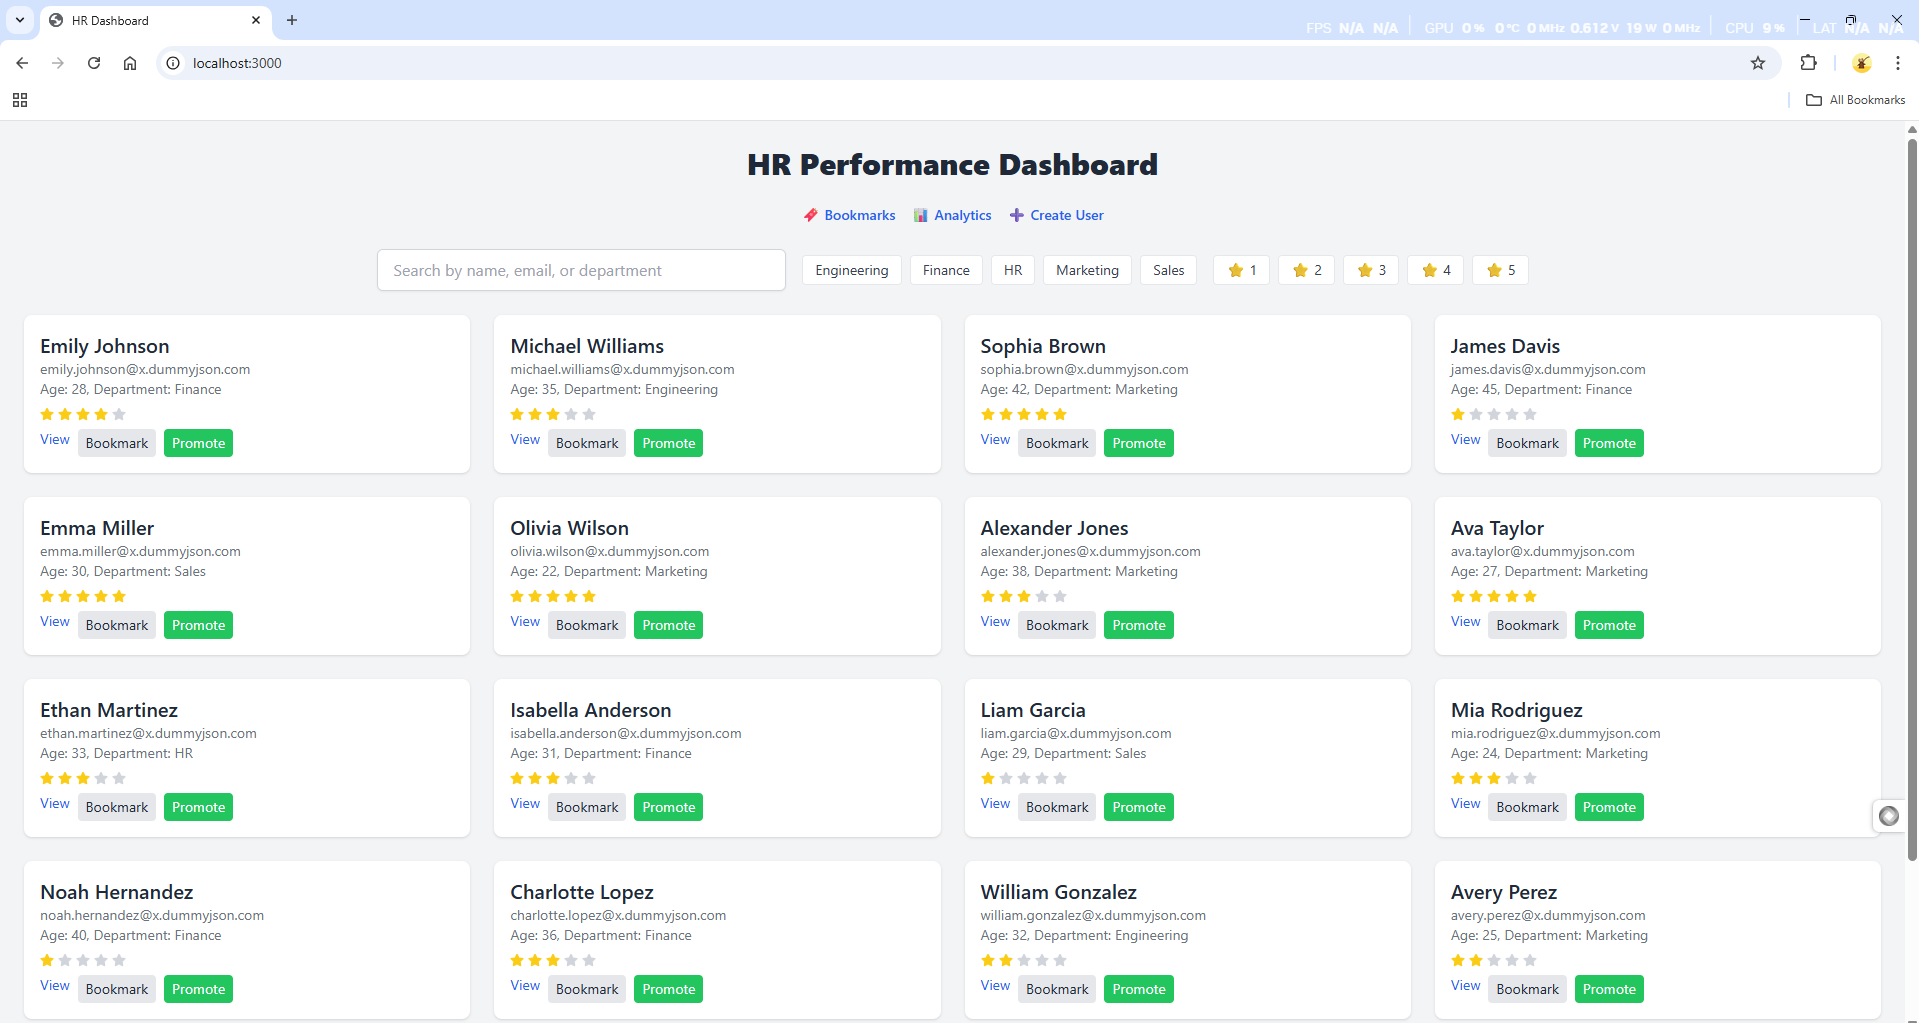 HR Dashboard
FPS N/A N/A GPU 0 % 0 °C 0 MHz 0.612 V 19 W 0 MHz CPU 9 % LAT N/A N/A
localhost:3000
All Bookmarks
HR Performance Dashboard
Bookmarks Analytics Create User
Search by name, email, or department Engineering Finance HR Marketing Sales 1 2 3 4 5
Emily Johnson
emily.johnson@x.dummyjson.com
Age: 28, Department: Finance
View Bookmark Promote
Michael Williams
michael.williams@x.dummyjson.com
Age: 35, Department: Engineering
View Bookmark Promote
Sophia Brown
sophia.brown@x.dummyjson.com
Age: 42, Department: Marketing
View Bookmark Promote
James Davis
james.davis@x.dummyjson.com
Age: 45, Department: Finance
View Bookmark Promote
Emma Miller
emma.miller@x.dummyjson.com
Age: 30, Department: Sales
View Bookmark Promote
Olivia Wilson
olivia.wilson@x.dummyjson.com
Age: 22, Department: Marketing
View Bookmark Promote
Alexander Jones
alexander.jones@x.dummyjson.com
Age: 38, Department: Marketing
View Bookmark Promote
Ava Taylor
ava.taylor@x.dummyjson.com
Age: 27, Department: Marketing
View Bookmark Promote
Ethan Martinez
ethan.martinez@x.dummyjson.com
Age: 33, Department: HR
View Bookmark Promote
Isabella Anderson
isabella.anderson@x.dummyjson.com
Age: 31, Department: Finance
View Bookmark Promote
Liam Garcia
liam.garcia@x.dummyjson.com
Age: 29, Department: Sales
View Bookmark Promote
Mia Rodriguez
mia.rodriguez@x.dummyjson.com
Age: 24, Department: Marketing
View Bookmark Promote
Noah Hernandez
noah.hernandez@x.dummyjson.com
Age: 40, Department: Finance
View Bookmark Promote
Charlotte Lopez
charlotte.lopez@x.dummyjson.com
Age: 36, Department: Finance
View Bookmark Promote
William Gonzalez
william.gonzalez@x.dummyjson.com
Age: 32, Department: Engineering
View Bookmark Promote
Avery Perez
avery.perez@x.dummyjson.com
Age: 25, Department: Marketing
View Bookmark Promote